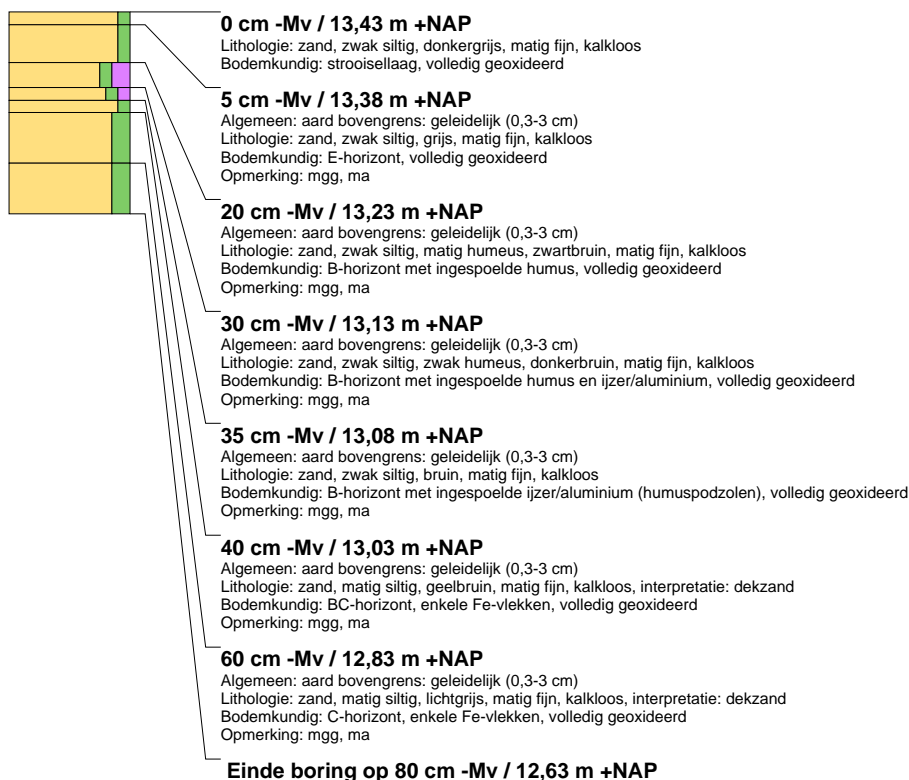 0 cm -Mv / 13,43 m +NAP
Lithologie: zand, zwak siltig, donkergrijs, matig fijn, kalkloos
Bodemkundig: strooisellaag, volledig geoxideerd
5 cm -Mv / 13,38 m +NAP
Algemeen: aard bovengrens: geleidelijk (0,3-3 cm)
Lithologie: zand, zwak siltig, grijs, matig fijn, kalkloos
Bodemkundig: E-horizont, volledig geoxideerd
Opmerking: mgg, ma
20 cm -Mv / 13,23 m +NAP
Algemeen: aard bovengrens: geleidelijk (0,3-3 cm)
Lithologie: zand, zwak siltig, matig humeus, zwartbruin, matig fijn, kalkloos
Bodemkundig: B-horizont met ingespoelde humus, volledig geoxideerd
Opmerking: mgg, ma
30 cm -Mv / 13,13 m +NAP
Algemeen: aard bovengrens: geleidelijk (0,3-3 cm)
Lithologie: zand, zwak siltig, zwak humeus, donkerbruin, matig fijn, kalkloos
Bodemkundig: B-horizont met ingespoelde humus en ijzer/aluminium, volledig geoxideerd
Opmerking: mgg, ma
35 cm -Mv / 13,08 m +NAP
Algemeen: aard bovengrens: geleidelijk (0,3-3 cm)
Lithologie: zand, zwak siltig, bruin, matig fijn, kalkloos
Bodemkundig: B-horizont met ingespoelde ijzer/aluminium (humuspodzolen), volledig geoxideerd
Opmerking: mgg, ma
40 cm -Mv / 13,03 m +NAP
Algemeen: aard bovengrens: geleidelijk (0,3-3 cm)
Lithologie: zand, matig siltig, geelbruin, matig fijn, kalkloos, interpretatie: dekzand
Bodemkundig: BC-horizont, enkele Fe-vlekken, volledig geoxideerd
Opmerking: mgg, ma
60 cm -Mv / 12,83 m +NAP
Algemeen: aard bovengrens: geleidelijk (0,3-3 cm)
Lithologie: zand, matig siltig, lichtgrijs, matig fijn, kalkloos, interpretatie: dekzand
Bodemkundig: C-horizont, enkele Fe-vlekken, volledig geoxideerd
Opmerking: mgg, ma
Einde boring op 80 cm -Mv / 12,63 m +NAP